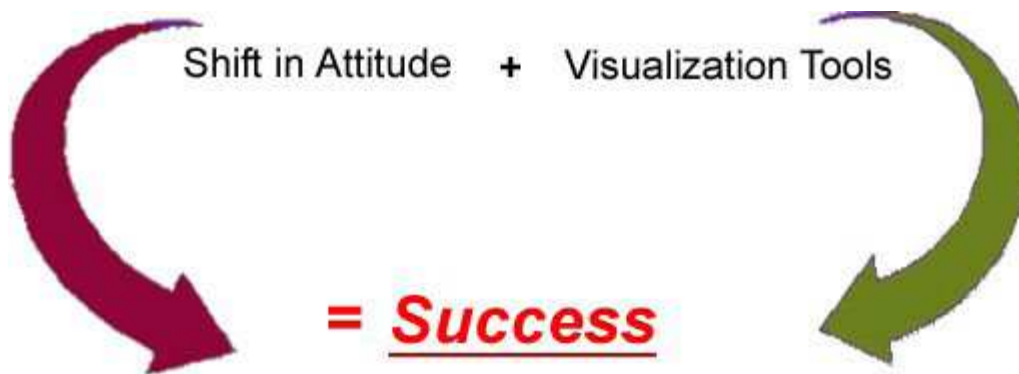 Shift in Attitude + Visualization Tools
= Success